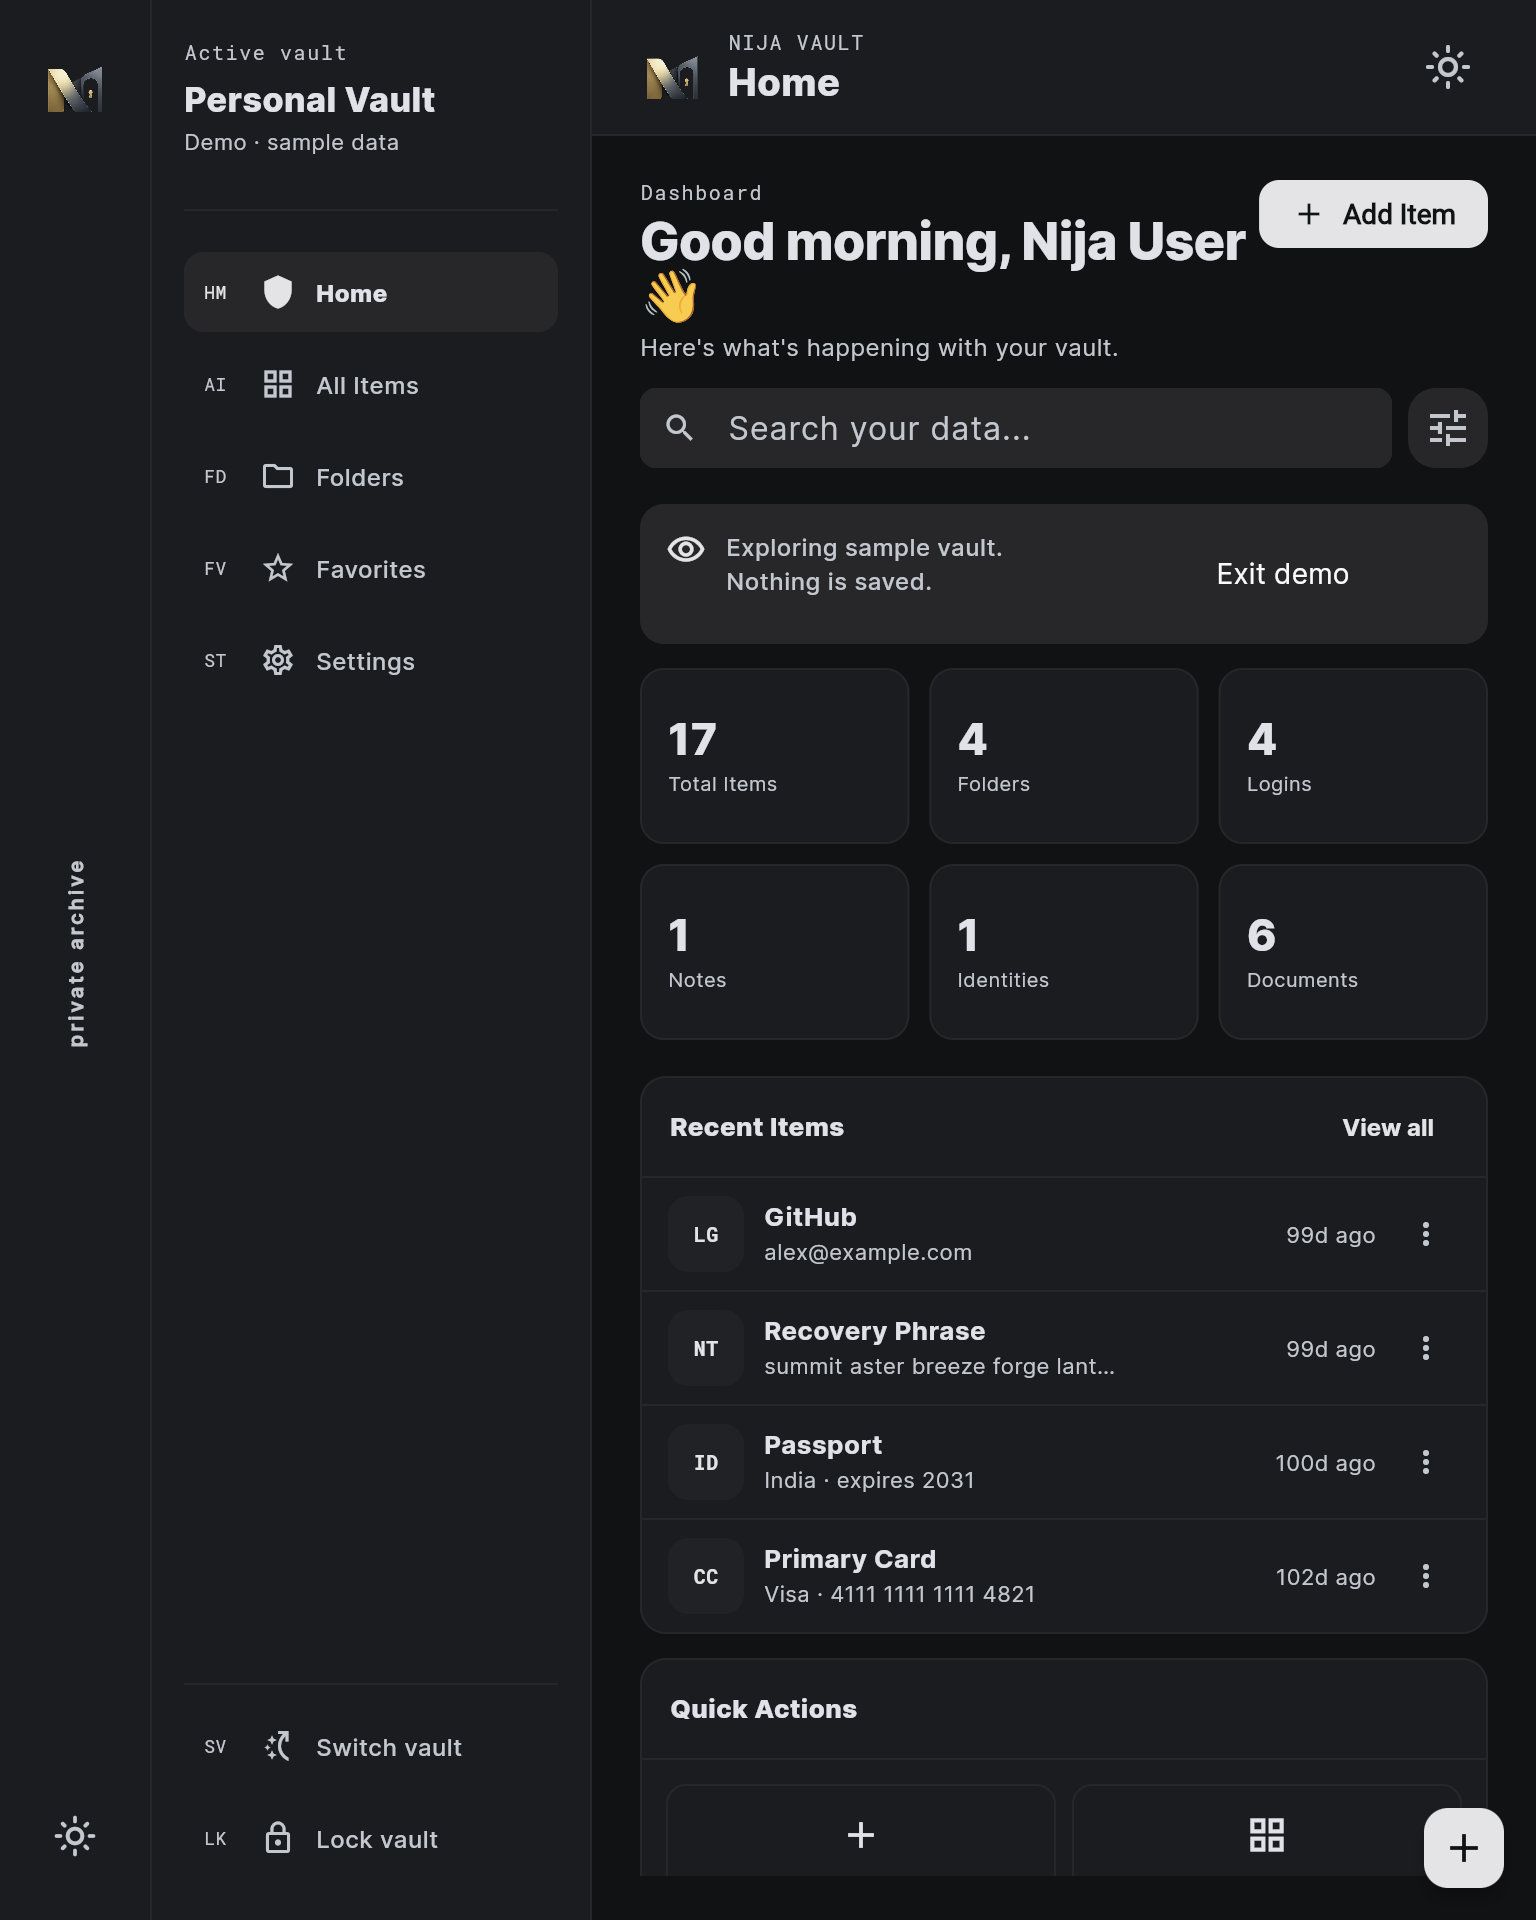 private archive
Active vault
Personal Vault
Demo · sample data
HM Home
AI All Items
FD Folders
FV Favorites
ST Settings
SV Switch vault
LK Lock vault
NIJA VAULT
Home
Dashboard
Good morning, Nija User
👋
Add Item
Here's what's happening with your vault.
Search your data...
Exploring sample vault.
Nothing is saved.
Exit demo
17
Total Items
4
Folders
4
Logins
1
Notes
1
Identities
6
Documents
Recent Items
View all
LG
GitHub
alex@example.com
99d ago
NT
Recovery Phrase
summit aster breeze forge lant...
99d ago
ID
Passport
India · expires 2031
100d ago
CC
Primary Card
Visa · 4111 1111 1111 4821
102d ago
Quick Actions